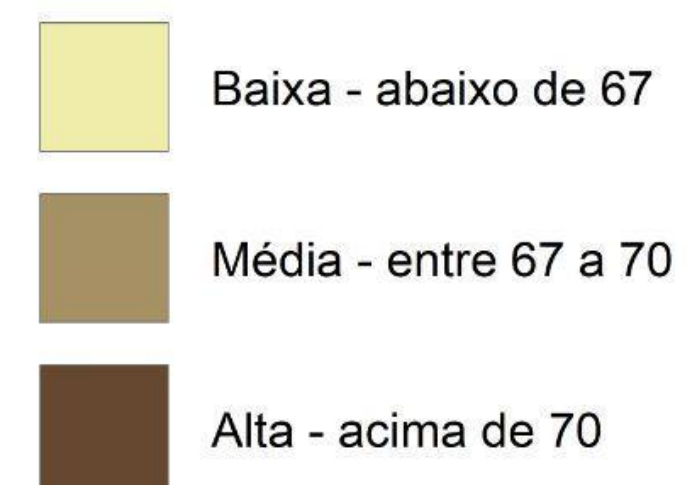 Baixa - abaixo de 67
Média - entre 67 a 70
Alta - acima de 70